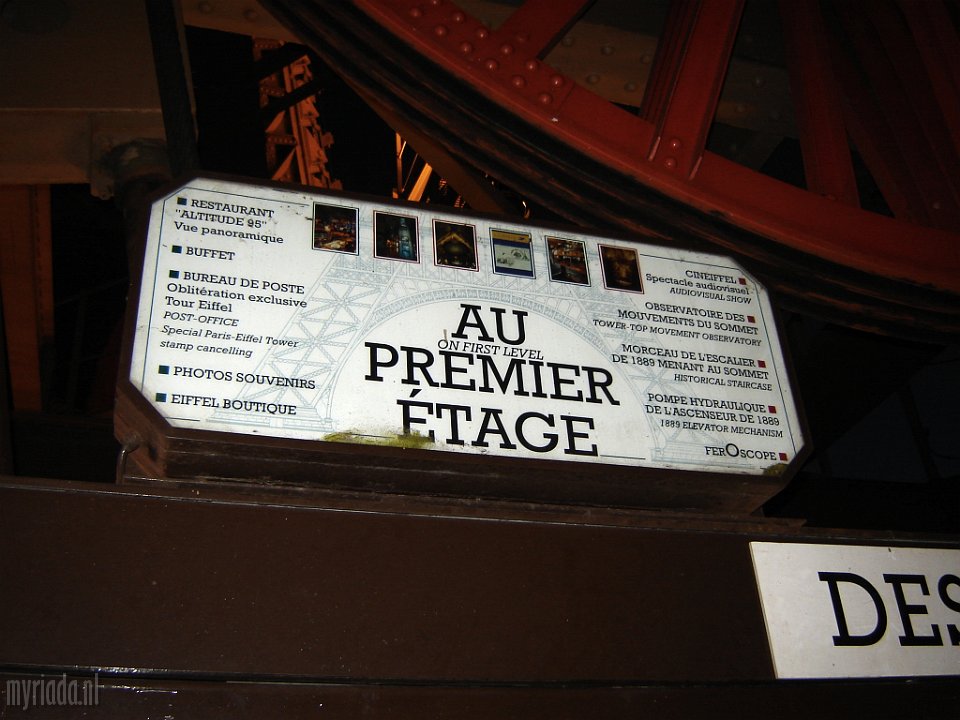 RESTAURANT
"ALTITUDE 95"
Vue panoramique
BUFFET
BUREAU DE POSTE
Oblitération exclusive
Tour Eiffel
POST-OFFICE
Special Paris-Eiffel Tower
stamp cancelling
PHOTOS SOUVENIRS
EIFFEL BOUTIQUE
AU
ON FIRST LEVEL
PREMIER
ÉTAGE
CINEIFFEL
Spectacle audiovisuel
AUDIOVISUAL SHOW
OBSERVATOIRE DES
MOUVEMENTS DU SOMMET
TOWER-TOP MOVEMENT OBSERVATORY
MORCEAU DE L'ESCALIER
DE 1889 MENANT AU SOMMET
HISTORICAL STAIRCASE
POMPE HYDRAULIQUE
DE L'ASCENSEUR DE 1889
1889 ELEVATOR MECHANISM
FEROSCOPE
DES
myriada.nl